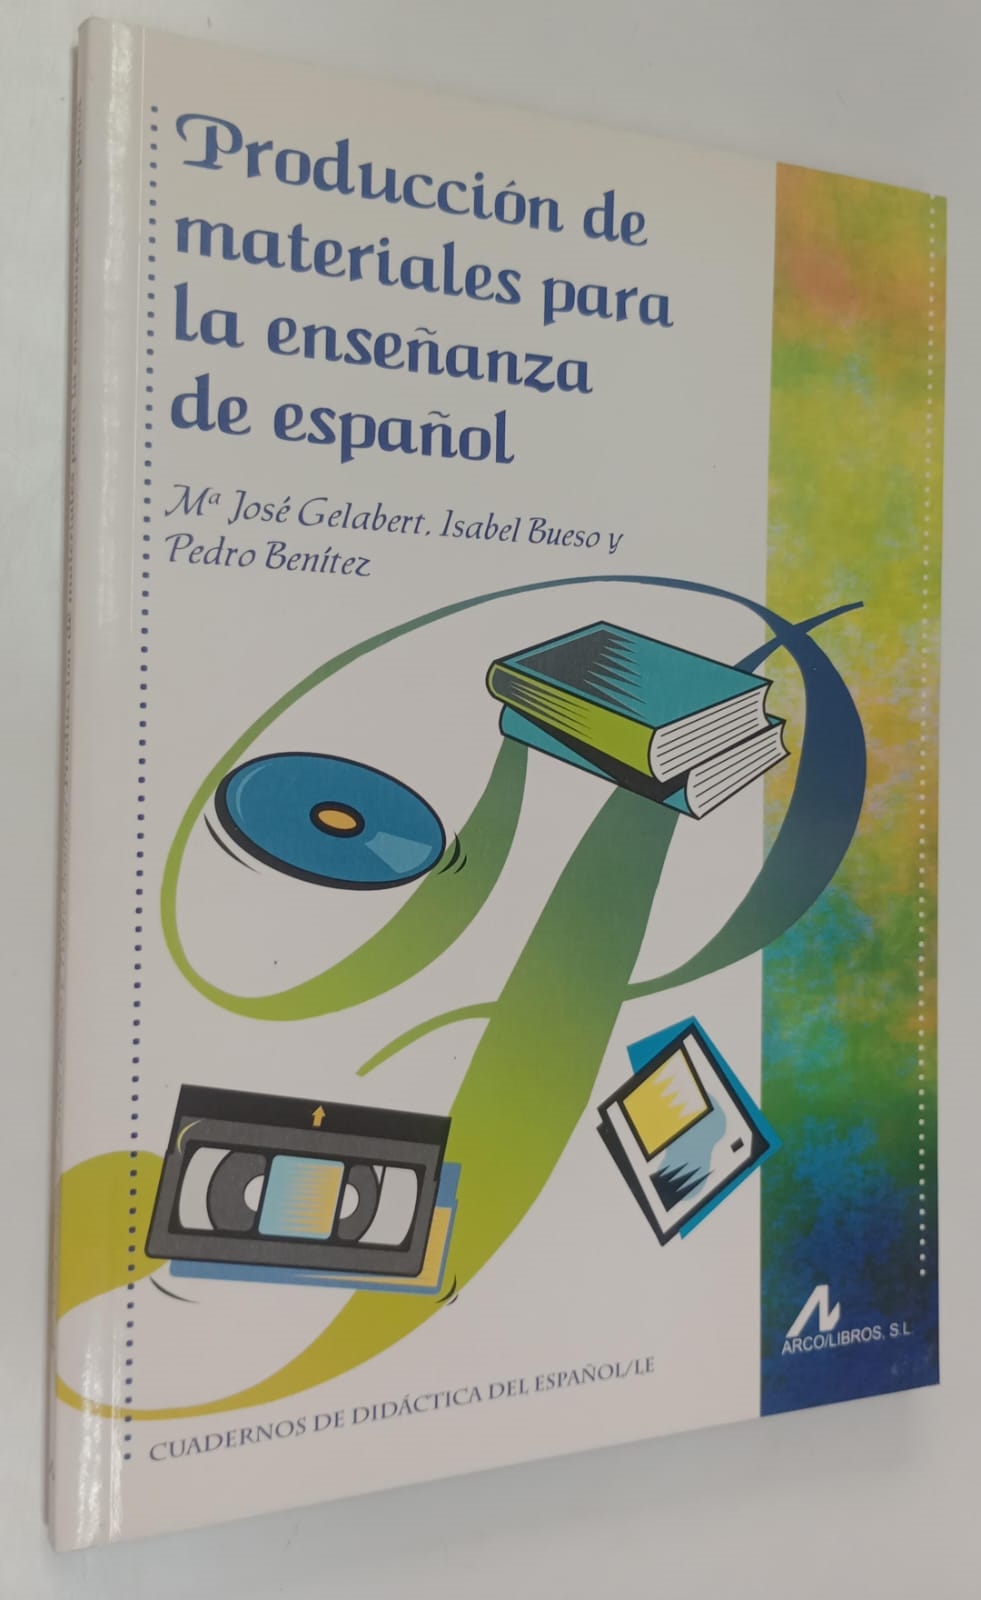 Producción de
materiales para
la enseñanza
de español
Mª José Gelabert, Isabel Bueso y
Pedro Benítez
ARCO/LIBROS, S.L.
CUADERNOS DE DIDÁCTICA DEL ESPAÑOL/LE